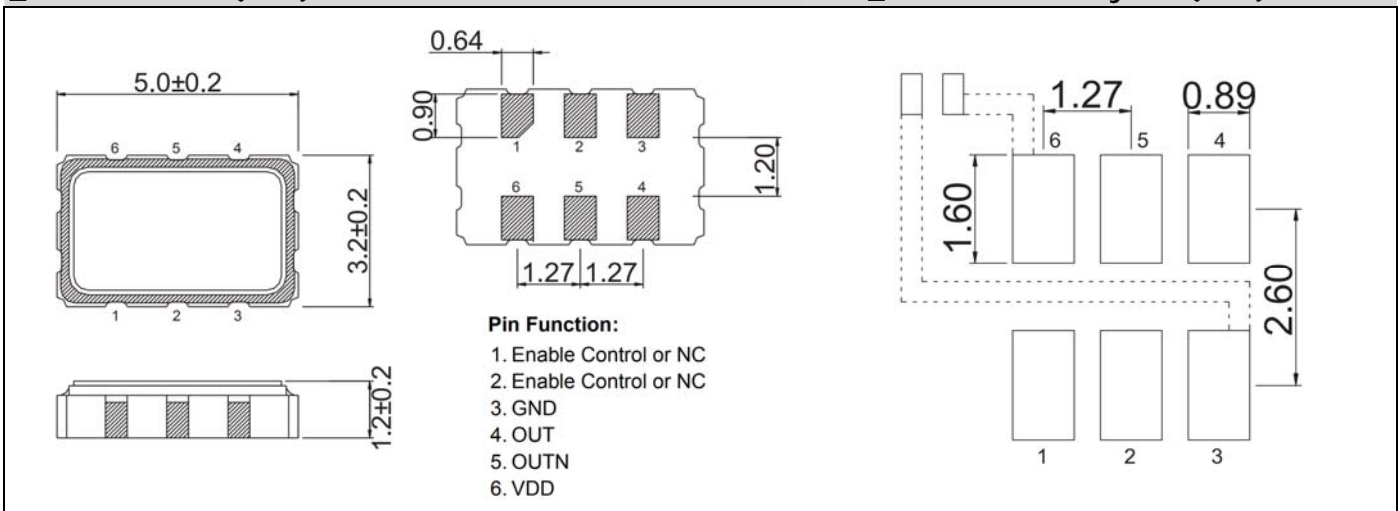 5.0±0.2
6 5 4
3.2±0.2
1 2 3
1.2±0.2
0.64
0.90
1 2 3
1.20
6 5 4
1.27 1.27
Pin Function:
1. Enable Control or NC
2. Enable Control or NC
3. GND
4. OUT
5. OUTN
6. VDD
1.27 0.89
6 5 4
1.60
2.60
1 2 3